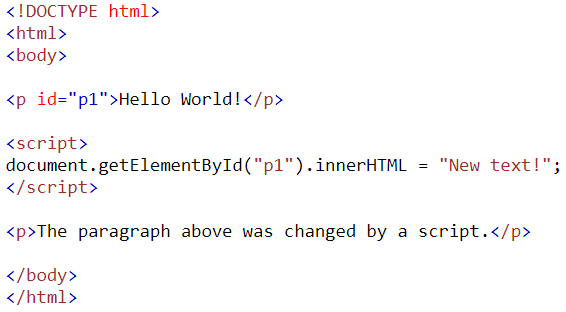 <!DOCTYPE html>
<html>
<body>
<p id="p1">Hello World!</p>
<script>
document.getElementById("p1").innerHTML = "New text!";
</script>
<p>The paragraph above was changed by a script.</p>
</body>
</html>